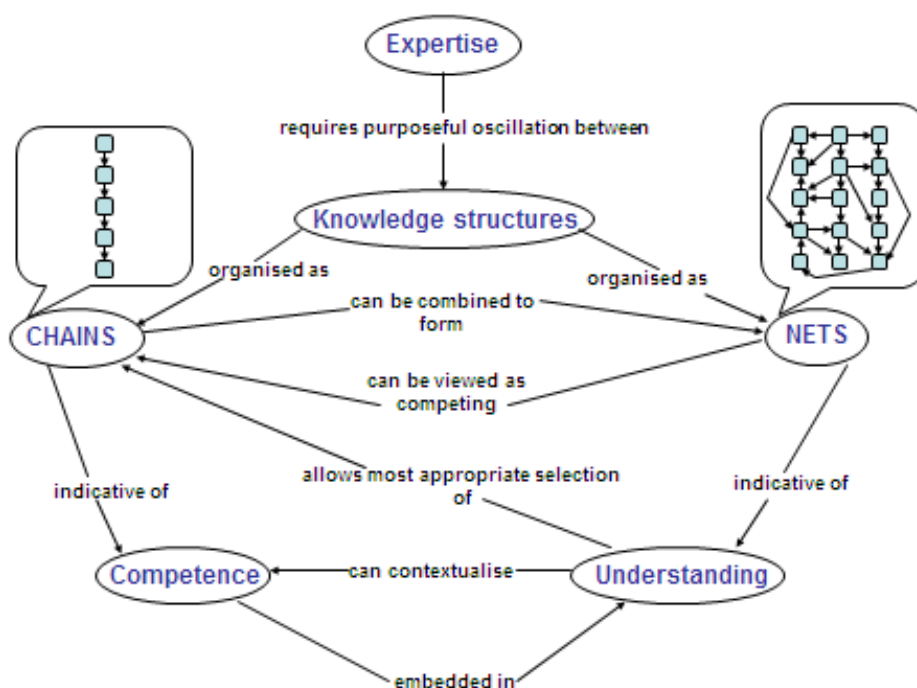 Expertise
requires purposeful oscillation between
Knowledge structures
organised as
organised as
can be combined to
form
CHAINS
NETS
can be viewed as
competing
allows most appropriate selection
of
indicative of
indicative of
Competence
can contextualise
Understanding
embedded in